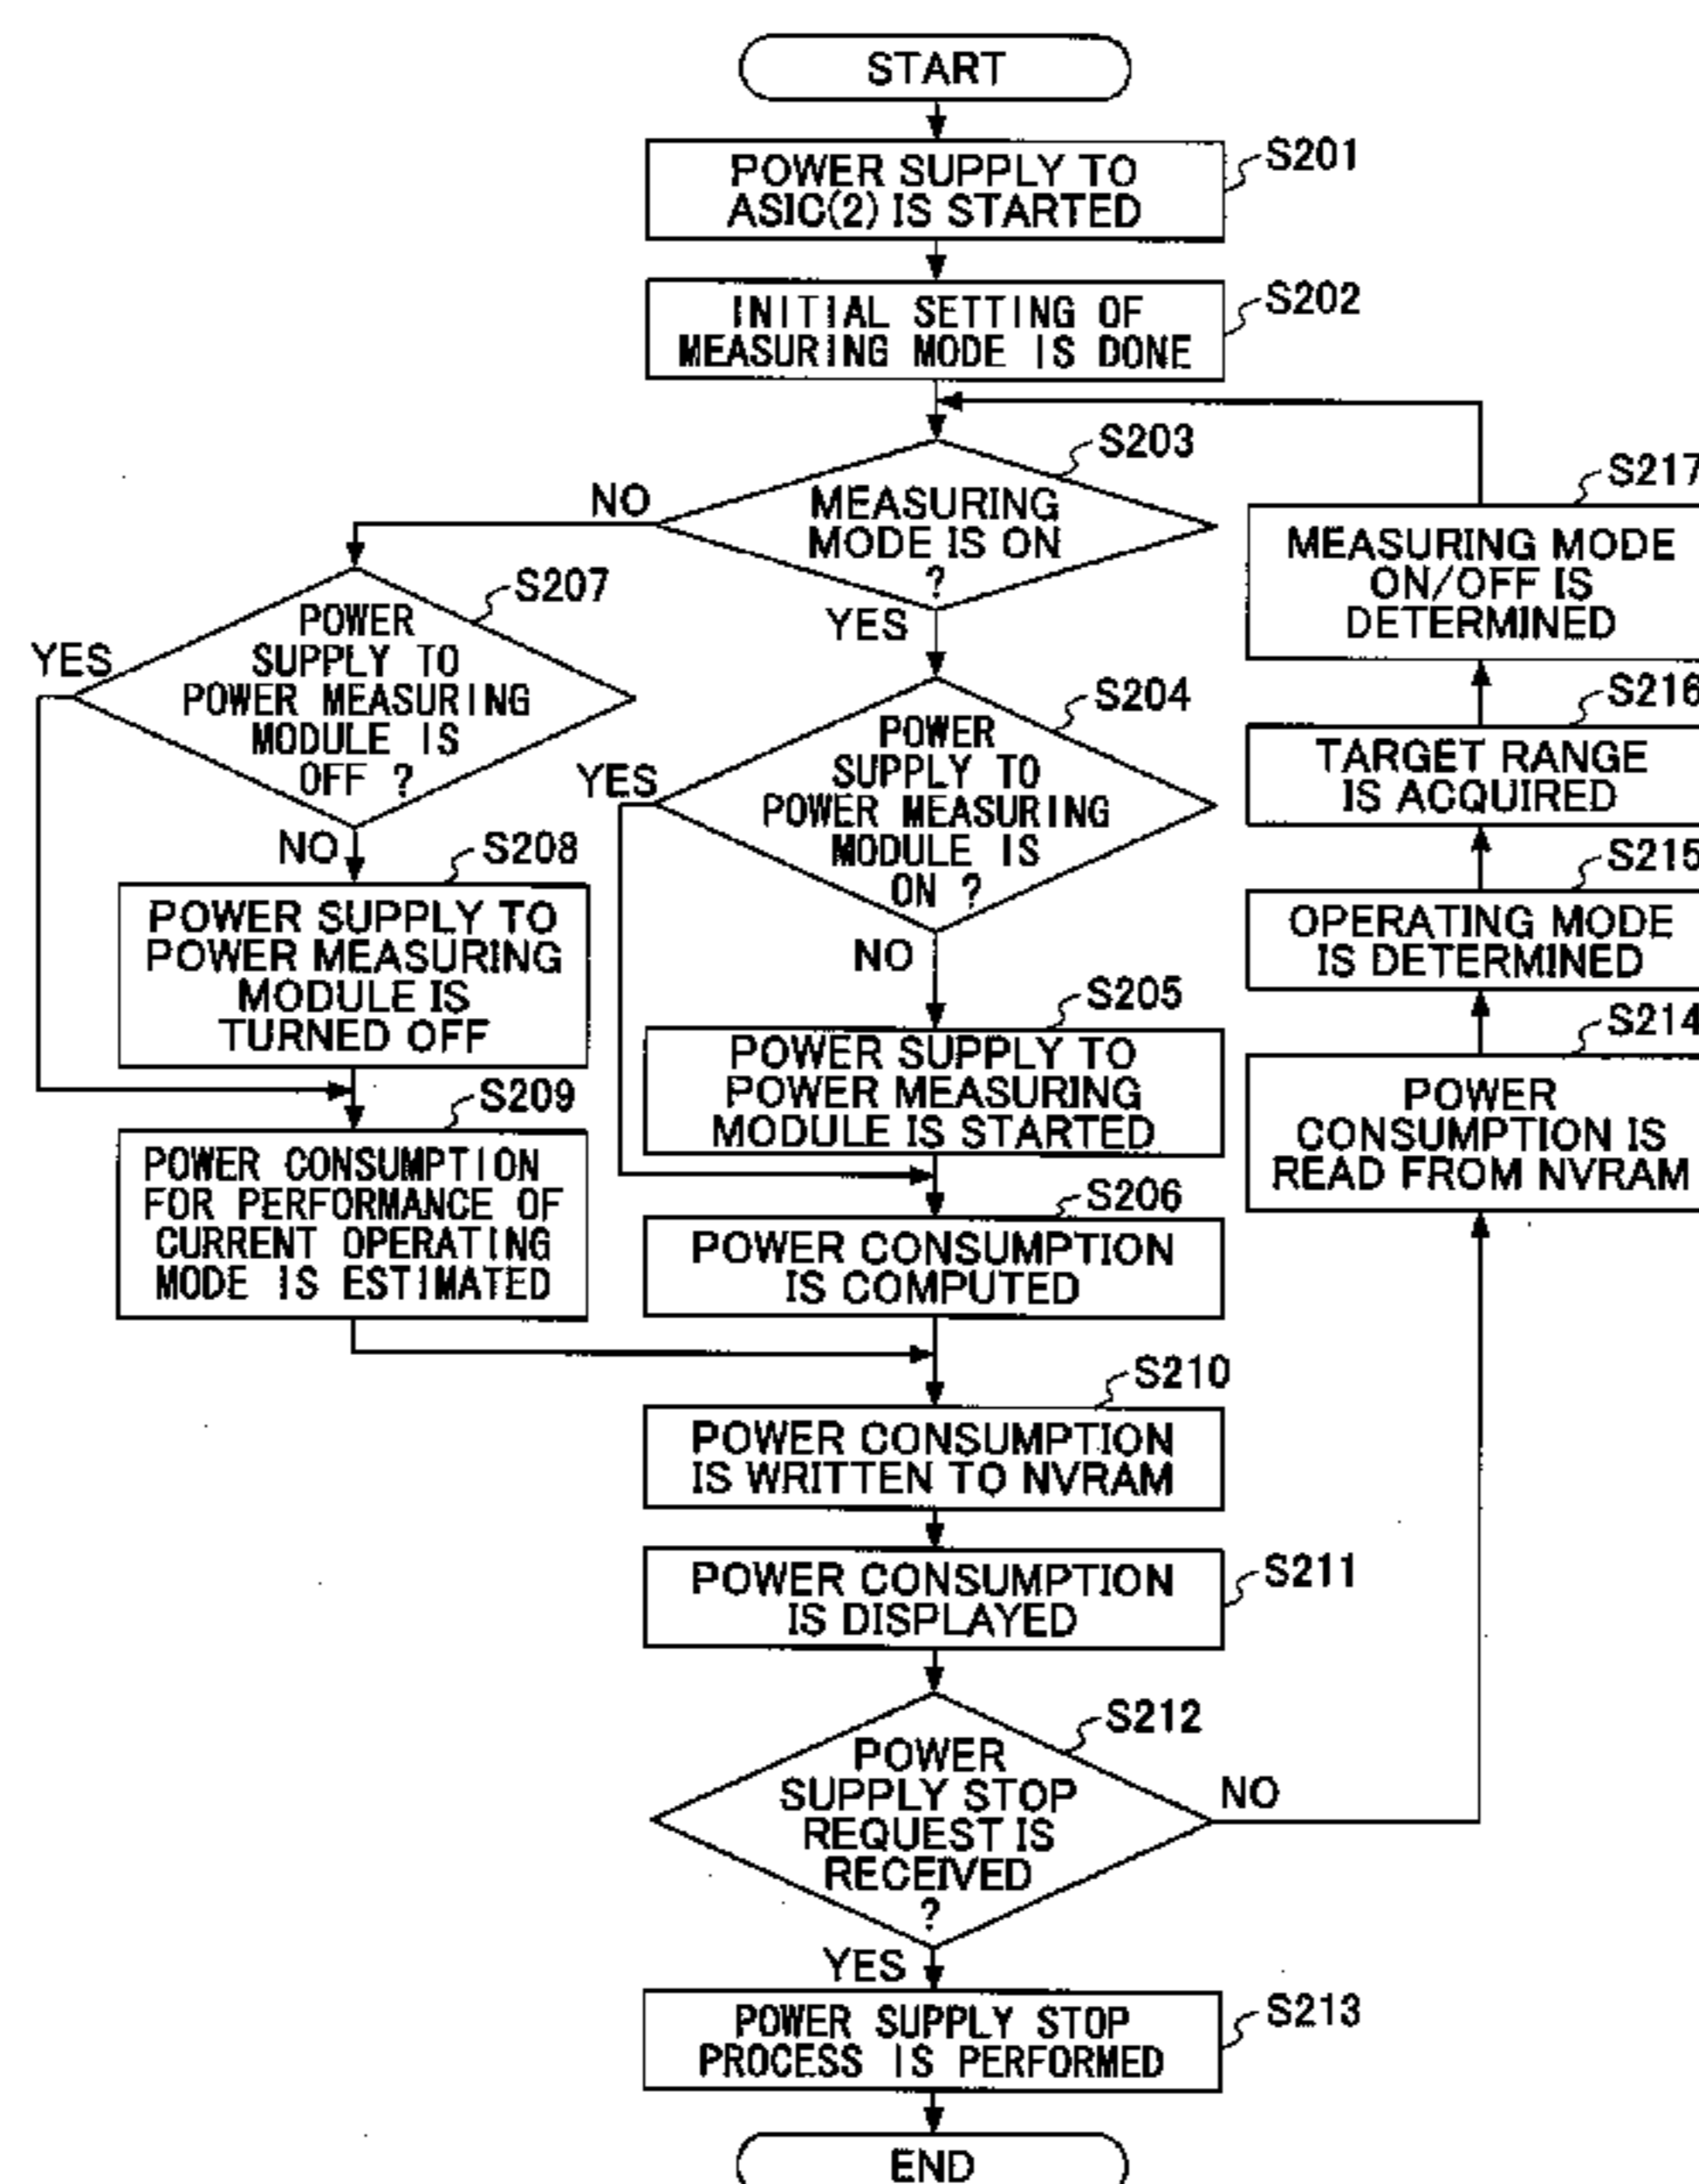 START
POWER SUPPLY TO
ASIC(2) IS STARTED
S201
INITIAL SETTING OF
MEASURING MODE IS DONE
S202
MEASURING
MODE IS ON
?
S203
NO
YES
POWER
SUPPLY TO
POWER MEASURING
MODULE IS
OFF ?
S207
YES
NO
POWER
SUPPLY TO
POWER MEASURING
MODULE IS
ON ?
S204
YES
NO
POWER SUPPLY TO
POWER MEASURING
MODULE IS
TURNED OFF
S208
POWER SUPPLY TO
POWER MEASURING
MODULE IS STARTED
S205
POWER CONSUMPTION
FOR PERFORMANCE OF
CURRENT OPERATING
MODE IS ESTIMATED
S209
POWER CONSUMPTION
IS COMPUTED
S206
POWER CONSUMPTION
IS WRITTEN TO NVRAM
S210
POWER CONSUMPTION
IS DISPLAYED
S211
POWER
SUPPLY STOP
REQUEST IS
RECEIVED
?
S212
NO
YES
POWER SUPPLY STOP
PROCESS IS PERFORMED
S213
END
S217
MEASURING MODE
ON/OFF IS
DETERMINED
S216
TARGET RANGE
IS ACQUIRED
S215
OPERATING MODE
IS DETERMINED
S214
POWER
CONSUMPTION IS
READ FROM NVRAM